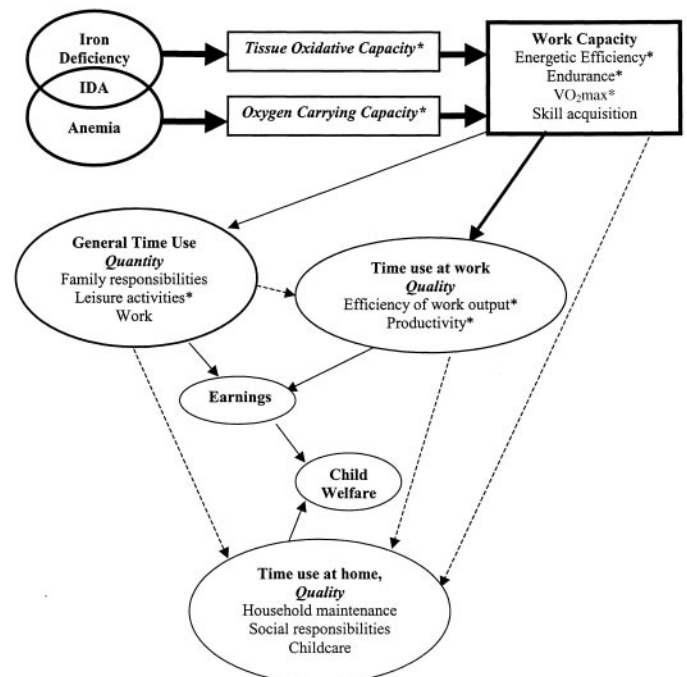 Iron
Deficiency
IDA
Anemia
Tissue Oxidative Capacity*
Oxygen Carrying Capacity*
Work Capacity
Energetic Efficiency*
Endurance*
VO₂max*
Skill acquisition
General Time Use
Quantity
Family responsibilities
Leisure activities*
Work
Time use at work
Quality
Efficiency of work output*
Productivity*
Earnings
Child
Welfare
Time use at home,
Quality
Household maintenance
Social responsibilities
Childcare